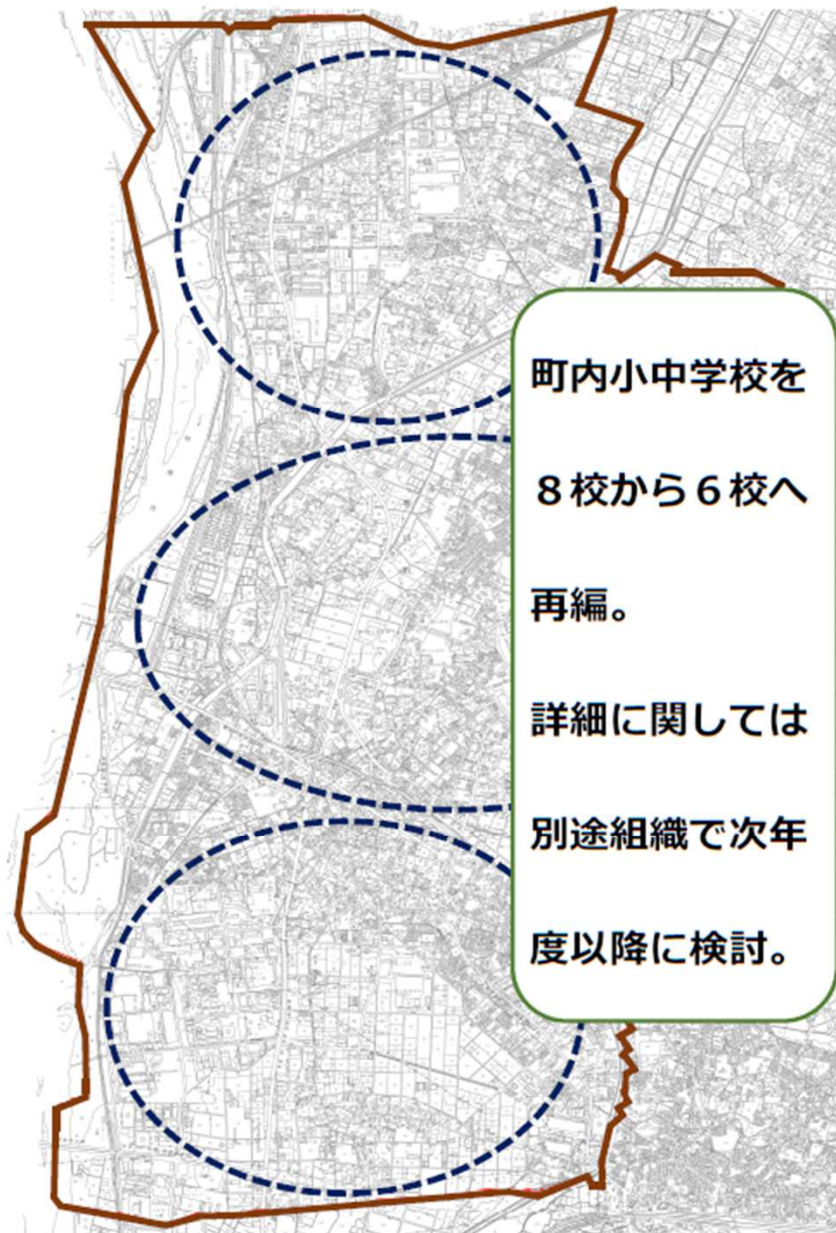 町内小中学校を
８校から６校へ
再編。
詳細に関しては
別途組織で次年
度以降に検討。